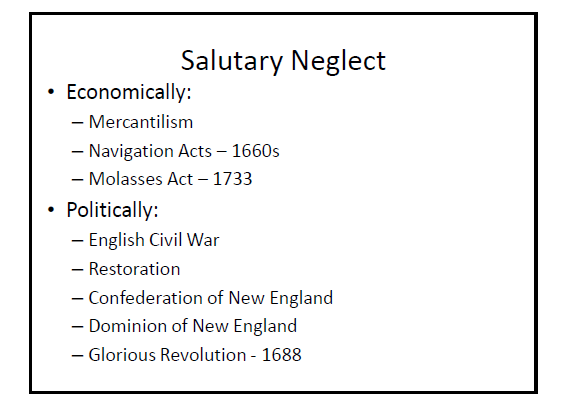 Salutary Neglect
• Economically:
– Mercantilism
– Navigation Acts – 1660s
– Molasses Act – 1733
• Politically:
– English Civil War
– Restoration
– Confederation of New England
– Dominion of New England
– Glorious Revolution - 1688